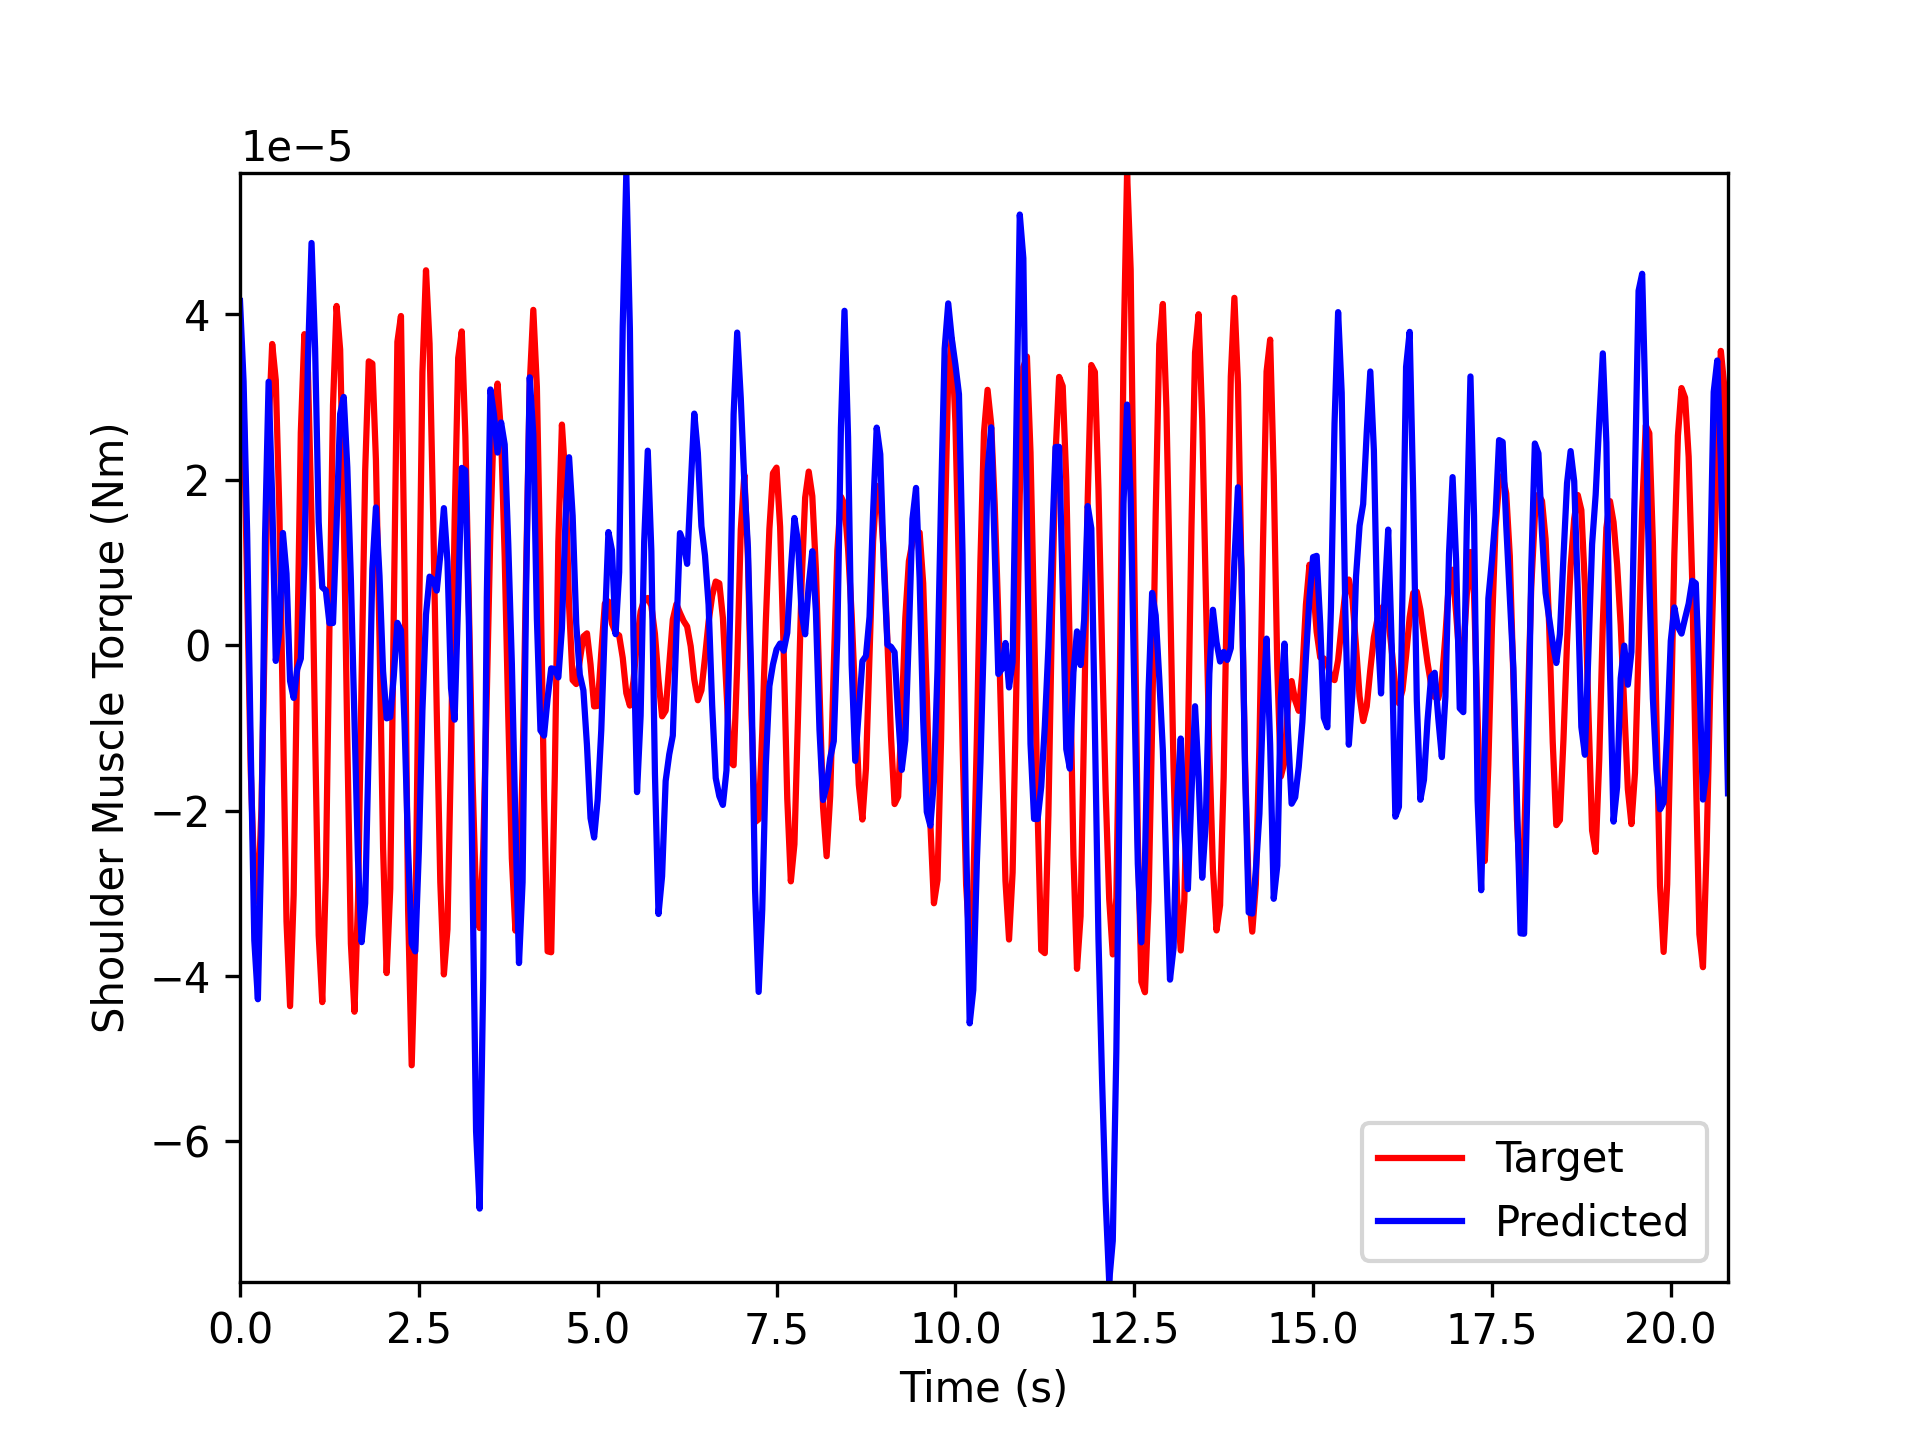 1e−5
Shoulder Muscle Torque (Nm)
4
2
0
−2
−4
−6
Target
Predicted
0.0 2.5 5.0 7.5 10.0 12.5 15.0 17.5 20.0
Time (s)